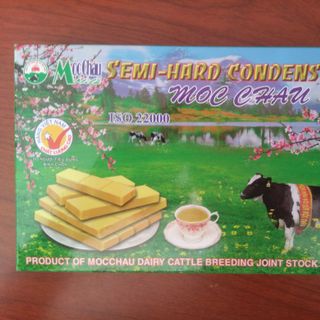 MocChau
SEMI-HARD CONDENS
MOC CHAU
ISO 22000
PRODUCT OF MOCCHAU DAIRY CATTLE BREEDING JOINT STOCK